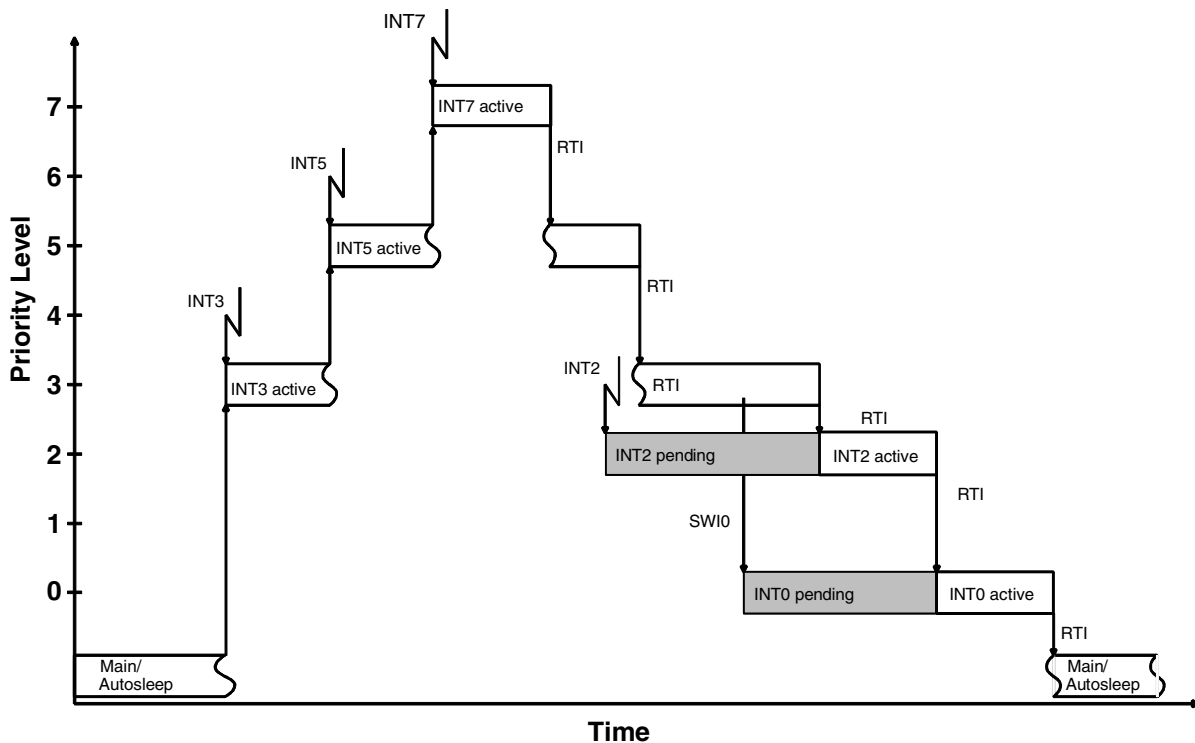 INT7
7
INT7 active
INT5
RTI
6
5
INT5 active
RTI
INT3
4
INT2
3
INT3 active
RTI
RTI
2
INT2 pending
INT2 active
RTI
1
SWI0
0
INT0 pending
INT0 active
RTI
Main/
Autosleep
Main/
Autosleep
Priority Level
Time